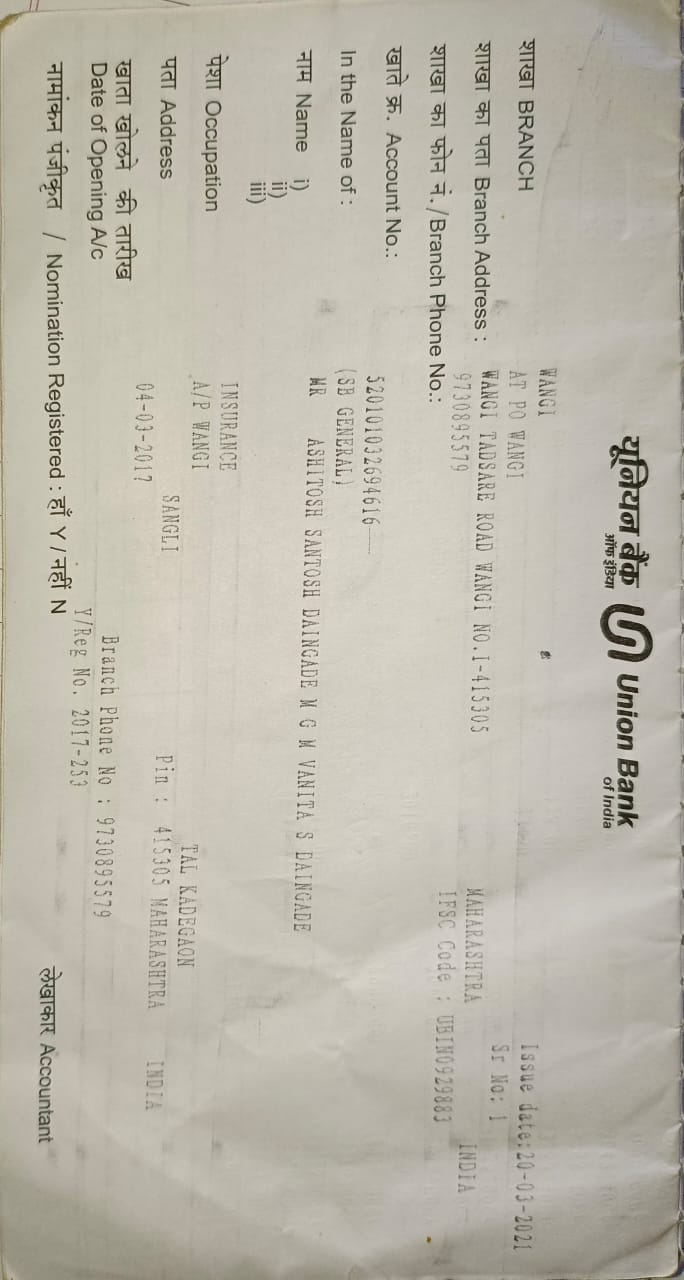 यूनियन बैंक Union Bank
ऑफ इंडिया of India
शाखा BRANCH WANGI Issue date:20-03-2021
AT PO WANGI Sr No: 1
शाखा का पता Branch Address : WANGI TADSARE ROAD WANGI NO.I-415305 MAHARASHTRA INDIA
9730895579 IFSC Code : UBIN0929883
शाखा का फोन नं./Branch Phone No.:
खाते क्र. Account No.: 520101032694616
(SB GENERAL)
In the Name of :
नाम Name i) MR ASHITOSH SANTOSH DAINGADE M G M VANITA S DAINGADE
ii)
iii)
पेशा Occupation INSURANCE
A/P WANGI TAL KADEGAON
पता Address SANGLI Pin : 415305 MAHARASHTRA INDIA
खाता खोलने की तारीख 04-03-2017
Date of Opening A/c Branch Phone No : 9730895579
Y/Reg No. 2017-253
नामांकन पंजीकृत / Nomination Registered : हाँ Y / नहीं N लेखाकार Accountant